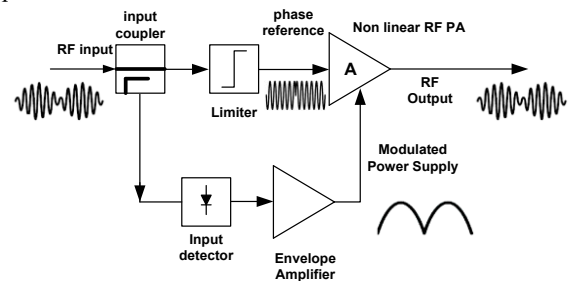 input
coupler
phase
reference
Non linear RF PA
RF input
A
RF
Output
Limiter
Modulated
Power Supply
Input
detector
Envelope
Amplifier